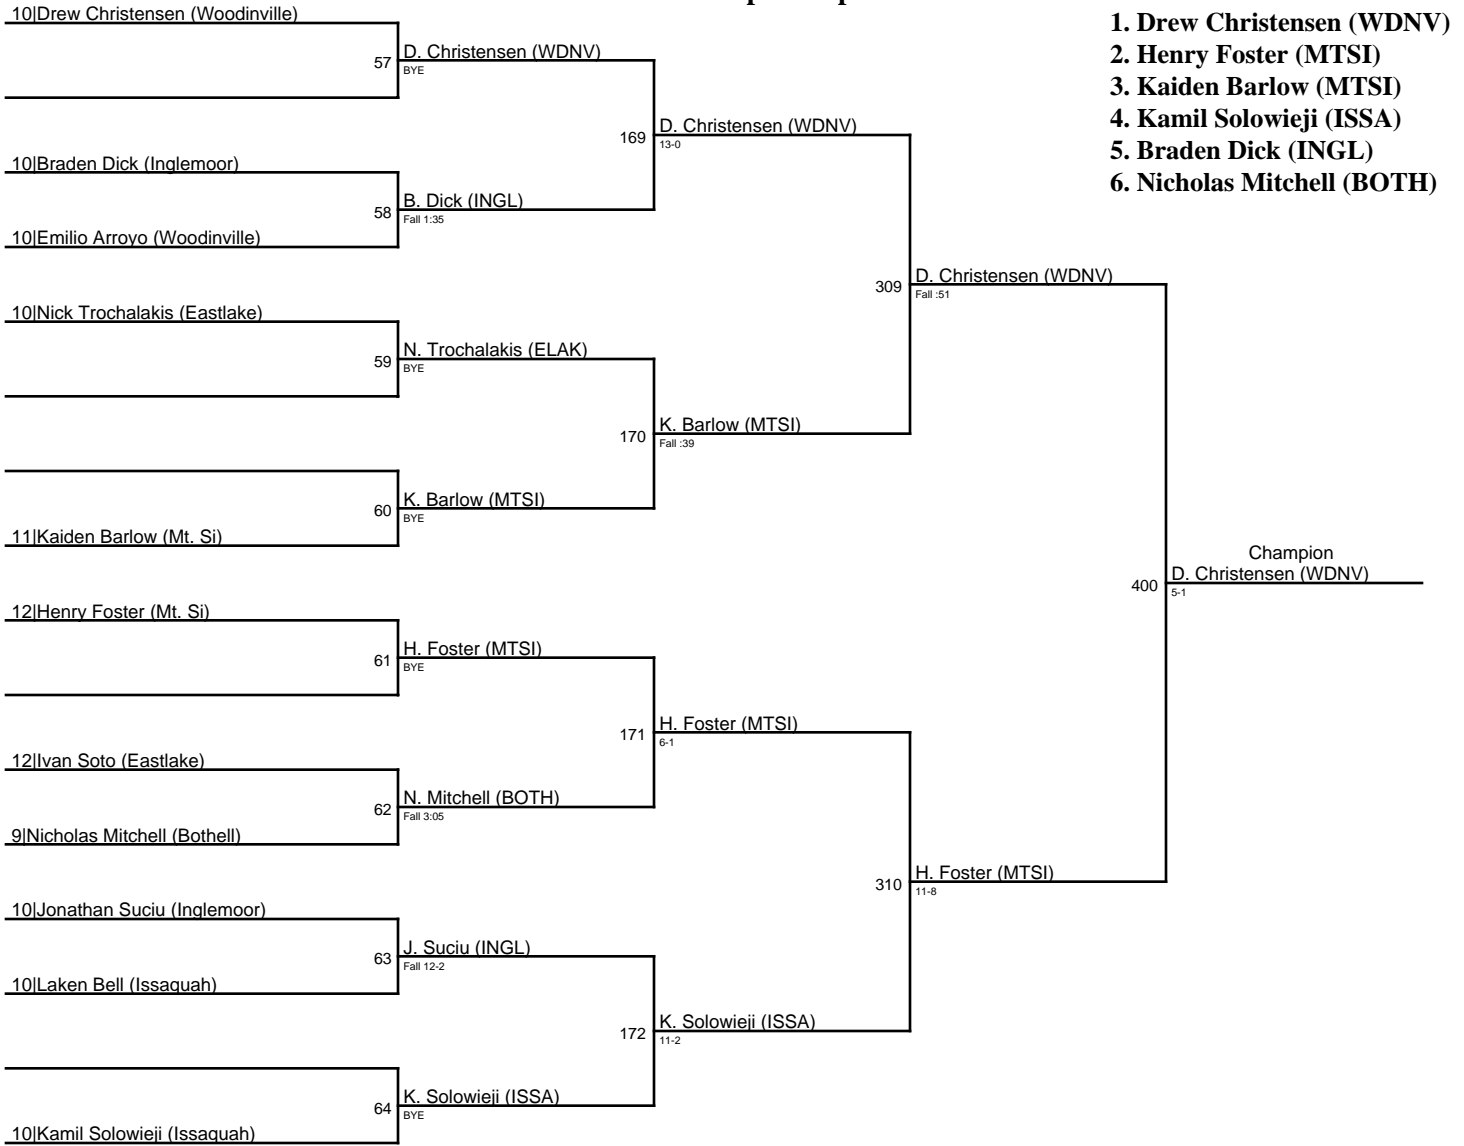 10|Drew Christensen (Woodinville)
57
D. Christensen (WDNV)
BYE
169
D. Christensen (WDNV)
13-0
10|Braden Dick (Inglemoor)
58
B. Dick (INGL)
Fall 1:35
10|Emilio Arroyo (Woodinville)
309
D. Christensen (WDNV)
Fall :51
10|Nick Trochalakis (Eastlake)
59
N. Trochalakis (ELAK)
BYE
170
K. Barlow (MTSI)
Fall :39
60
K. Barlow (MTSI)
BYE
11|Kaiden Barlow (Mt. Si)
Champion
400
D. Christensen (WDNV)
5-1
12|Henry Foster (Mt. Si)
61
H. Foster (MTSI)
BYE
171
H. Foster (MTSI)
6-1
12|Ivan Soto (Eastlake)
62
N. Mitchell (BOTH)
Fall 3:05
9|Nicholas Mitchell (Bothell)
310
H. Foster (MTSI)
11-8
10|Jonathan Suciu (Inglemoor)
63
J. Suciu (INGL)
Fall 12-2
10|Laken Bell (Issaquah)
172
K. Solowieji (ISSA)
11-2
64
K. Solowieji (ISSA)
BYE
10|Kamil Solowieji (Issaquah)
1. Drew Christensen (WDNV)
2. Henry Foster (MTSI)
3. Kaiden Barlow (MTSI)
4. Kamil Solowieji (ISSA)
5. Braden Dick (INGL)
6. Nicholas Mitchell (BOTH)